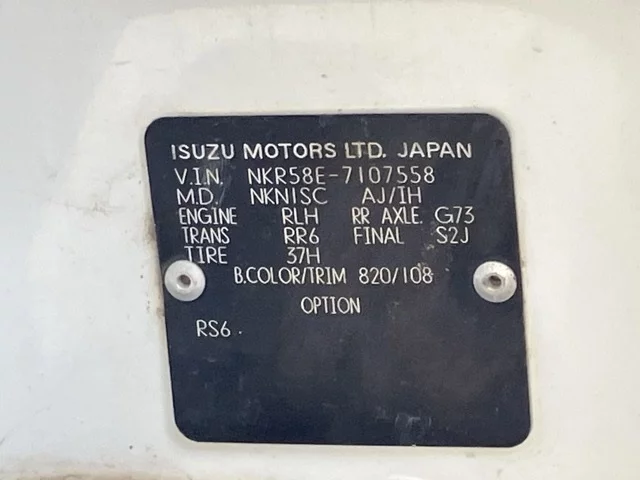 ISUZU MOTORS LTD. JAPAN
V.I.N. NKR58E-7107558
M.D. NKN1SC AJ/IH
ENGINE RLH RR AXLE. G73
TRANS RR6 FINAL S2J
TIRE 37H
B.COLOR/TRIM 820/108
OPTION
RS6.